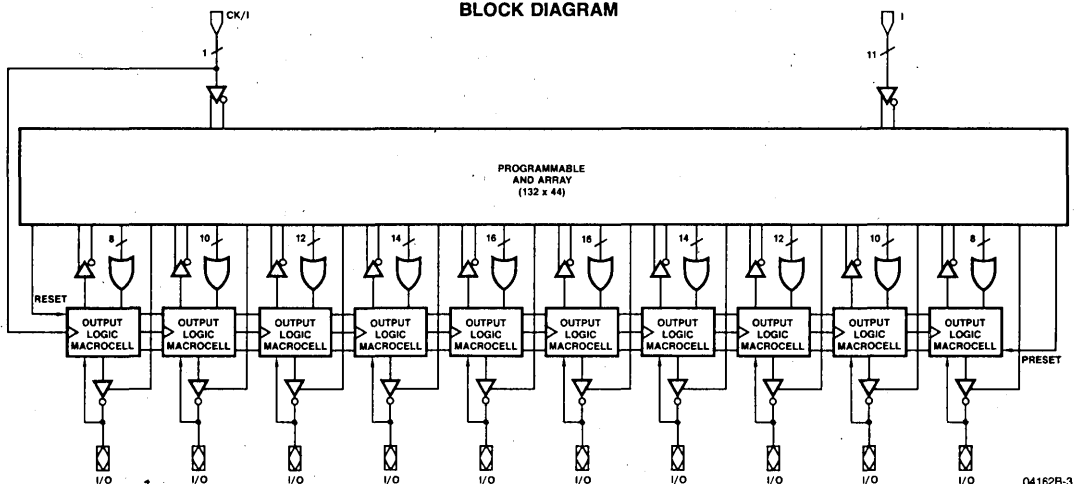 BLOCK DIAGRAM
CK/I
I
1
11
PROGRAMMABLE
AND ARRAY
(132 x 44)
8
10
12
14
16
16
14
12
10
8
RESET
OUTPUT
LOGIC
MACROCELL
OUTPUT
LOGIC
MACROCELL
OUTPUT
LOGIC
MACROCELL
OUTPUT
LOGIC
MACROCELL
OUTPUT
LOGIC
MACROCELL
OUTPUT
LOGIC
MACROCELL
OUTPUT
LOGIC
MACROCELL
OUTPUT
LOGIC
MACROCELL
OUTPUT
LOGIC
MACROCELL
OUTPUT
LOGIC
MACROCELL
PRESET
I/O
I/O
I/O
I/O
I/O
I/O
I/O
I/O
I/O
I/O
04162B-3